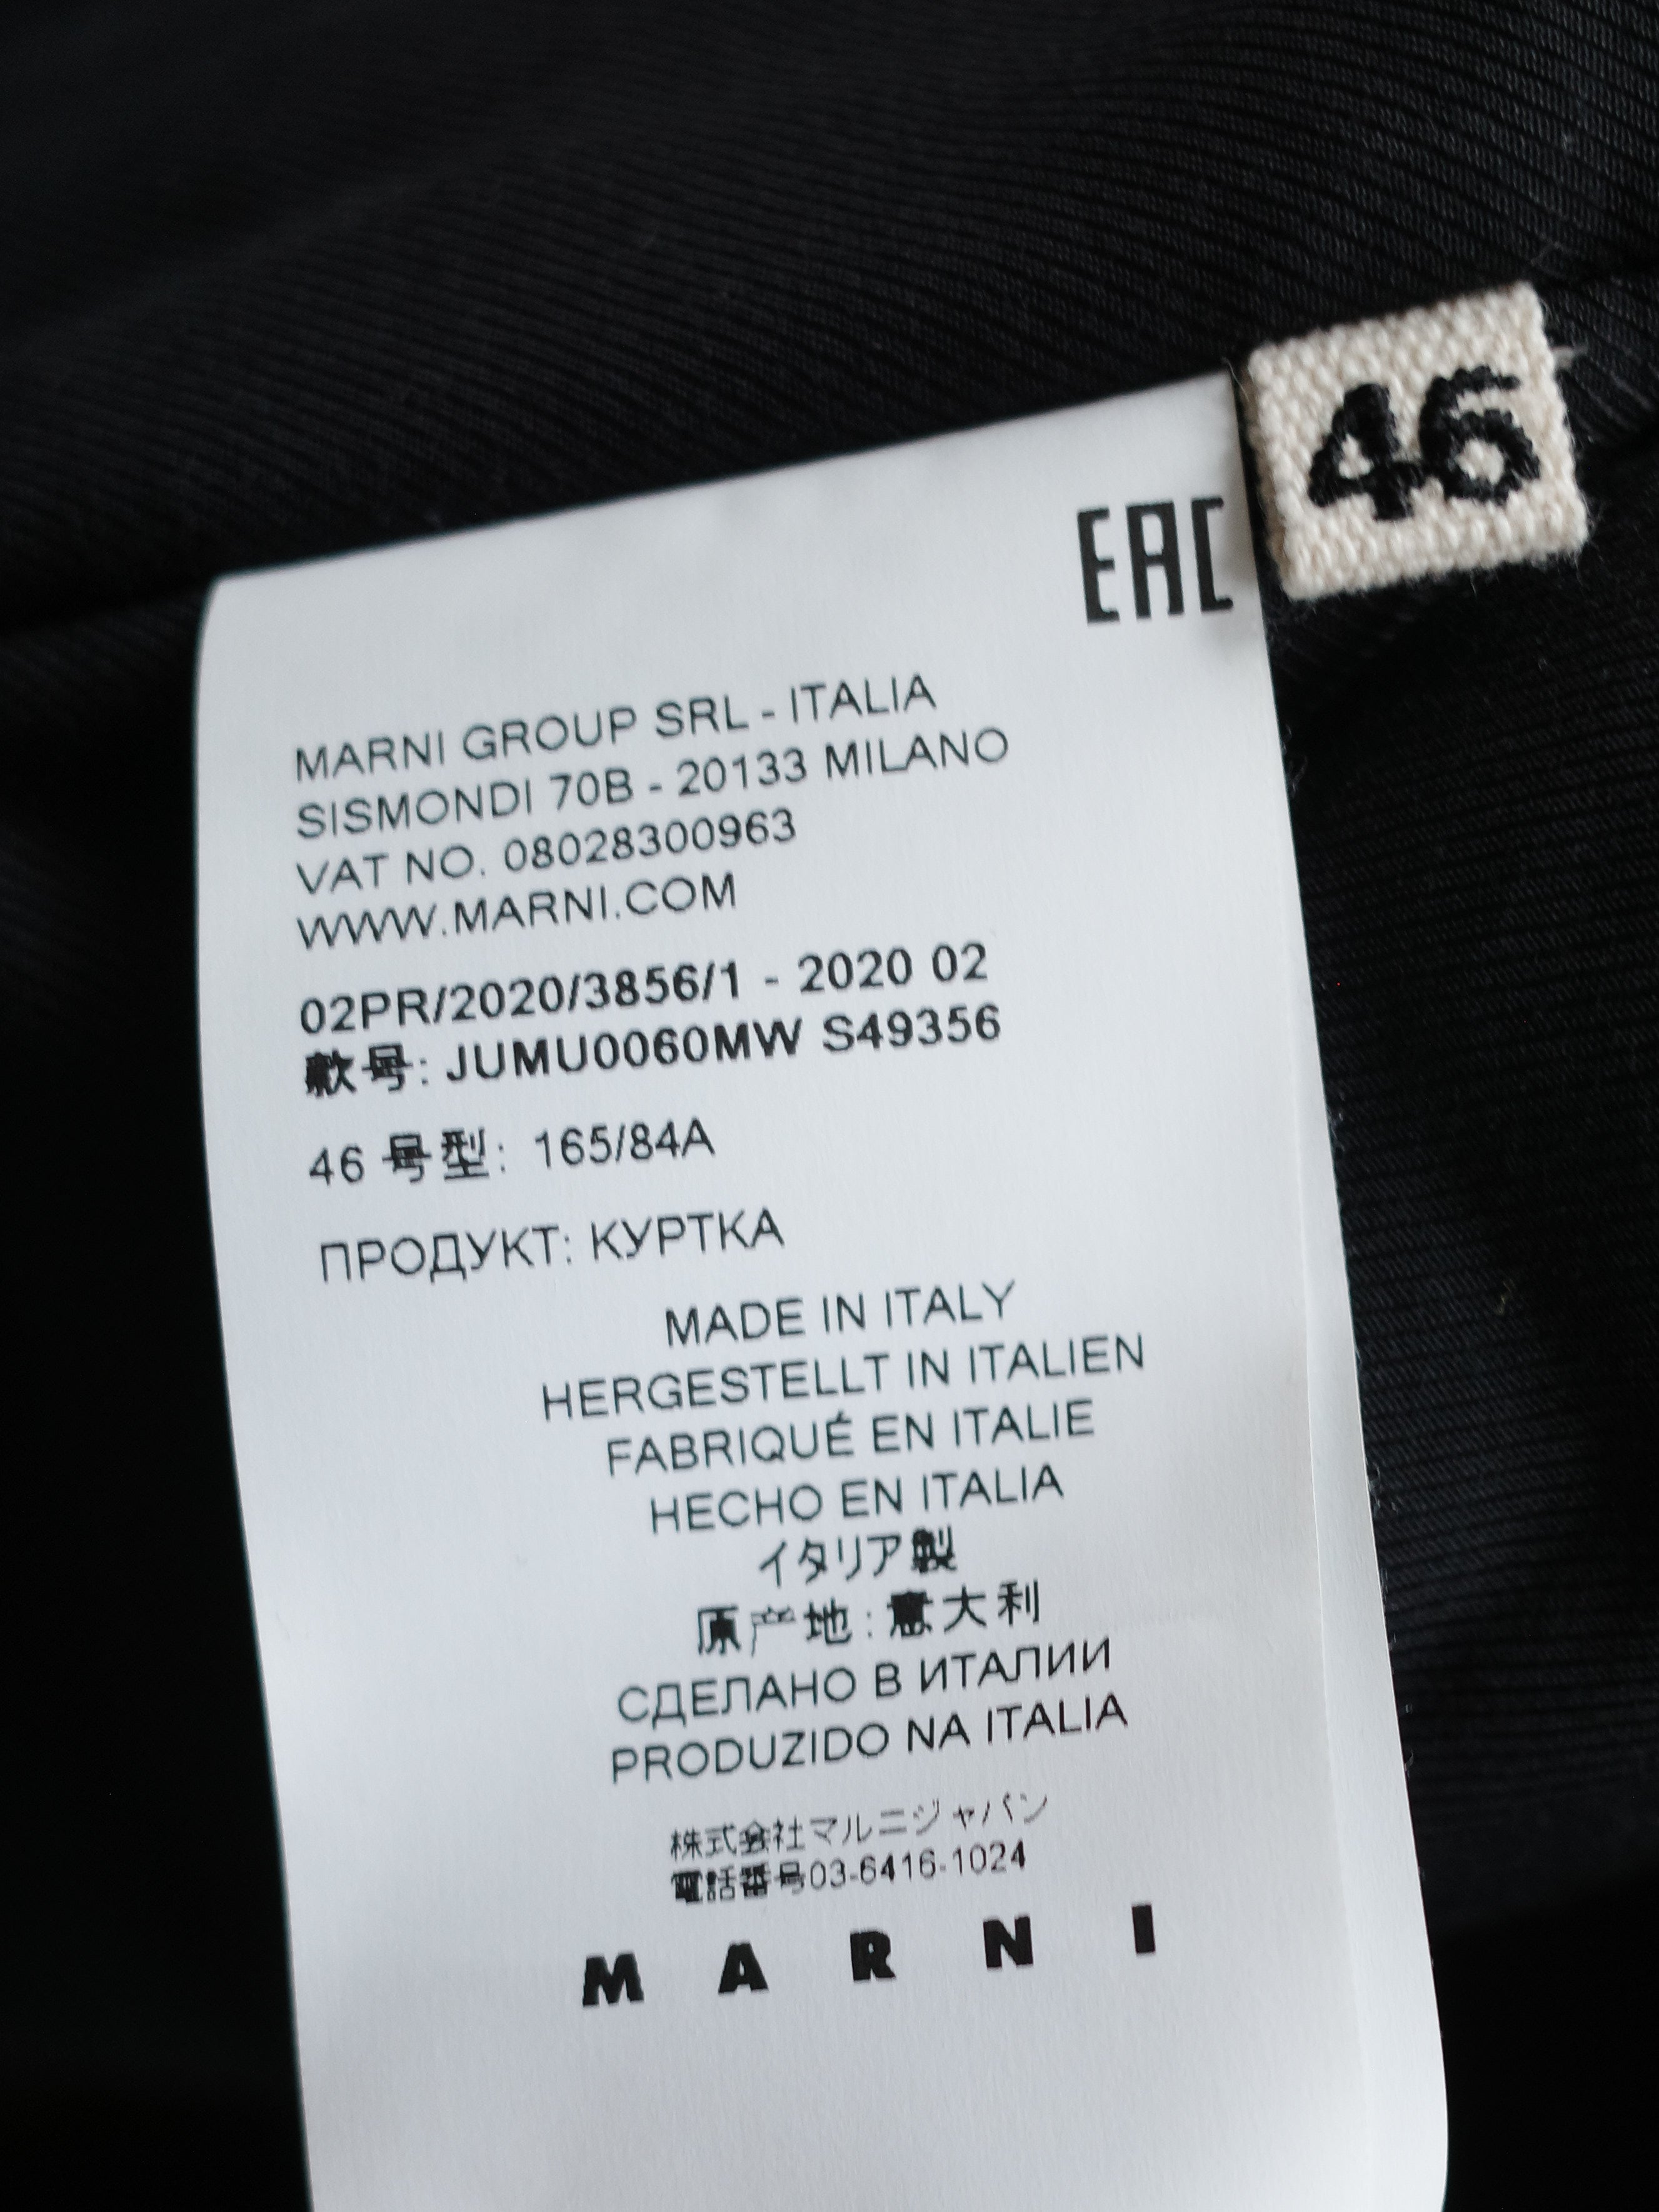 46
EAC
MARNI GROUP SRL - ITALIA
SISMONDI 70B - 20133 MILANO
VAT NO. 08028300963
WWW.MARNI.COM
02PR/2020/3856/1 - 2020 02
款号: JUMU0060MW S49356
46 号型: 165/84A
ПРОДУКТ: КУРТКА
MADE IN ITALY
HERGESTELLT IN ITALIEN
FABRIQUÉ EN ITALIE
HECHO EN ITALIA
イタリア製
原产地:意大利
СДЕЛАНО В ИТАЛИИ
PRODUZIDO NA ITALIA
株式会社マルニジャパン
電話番号03-6416-1024
MARNI